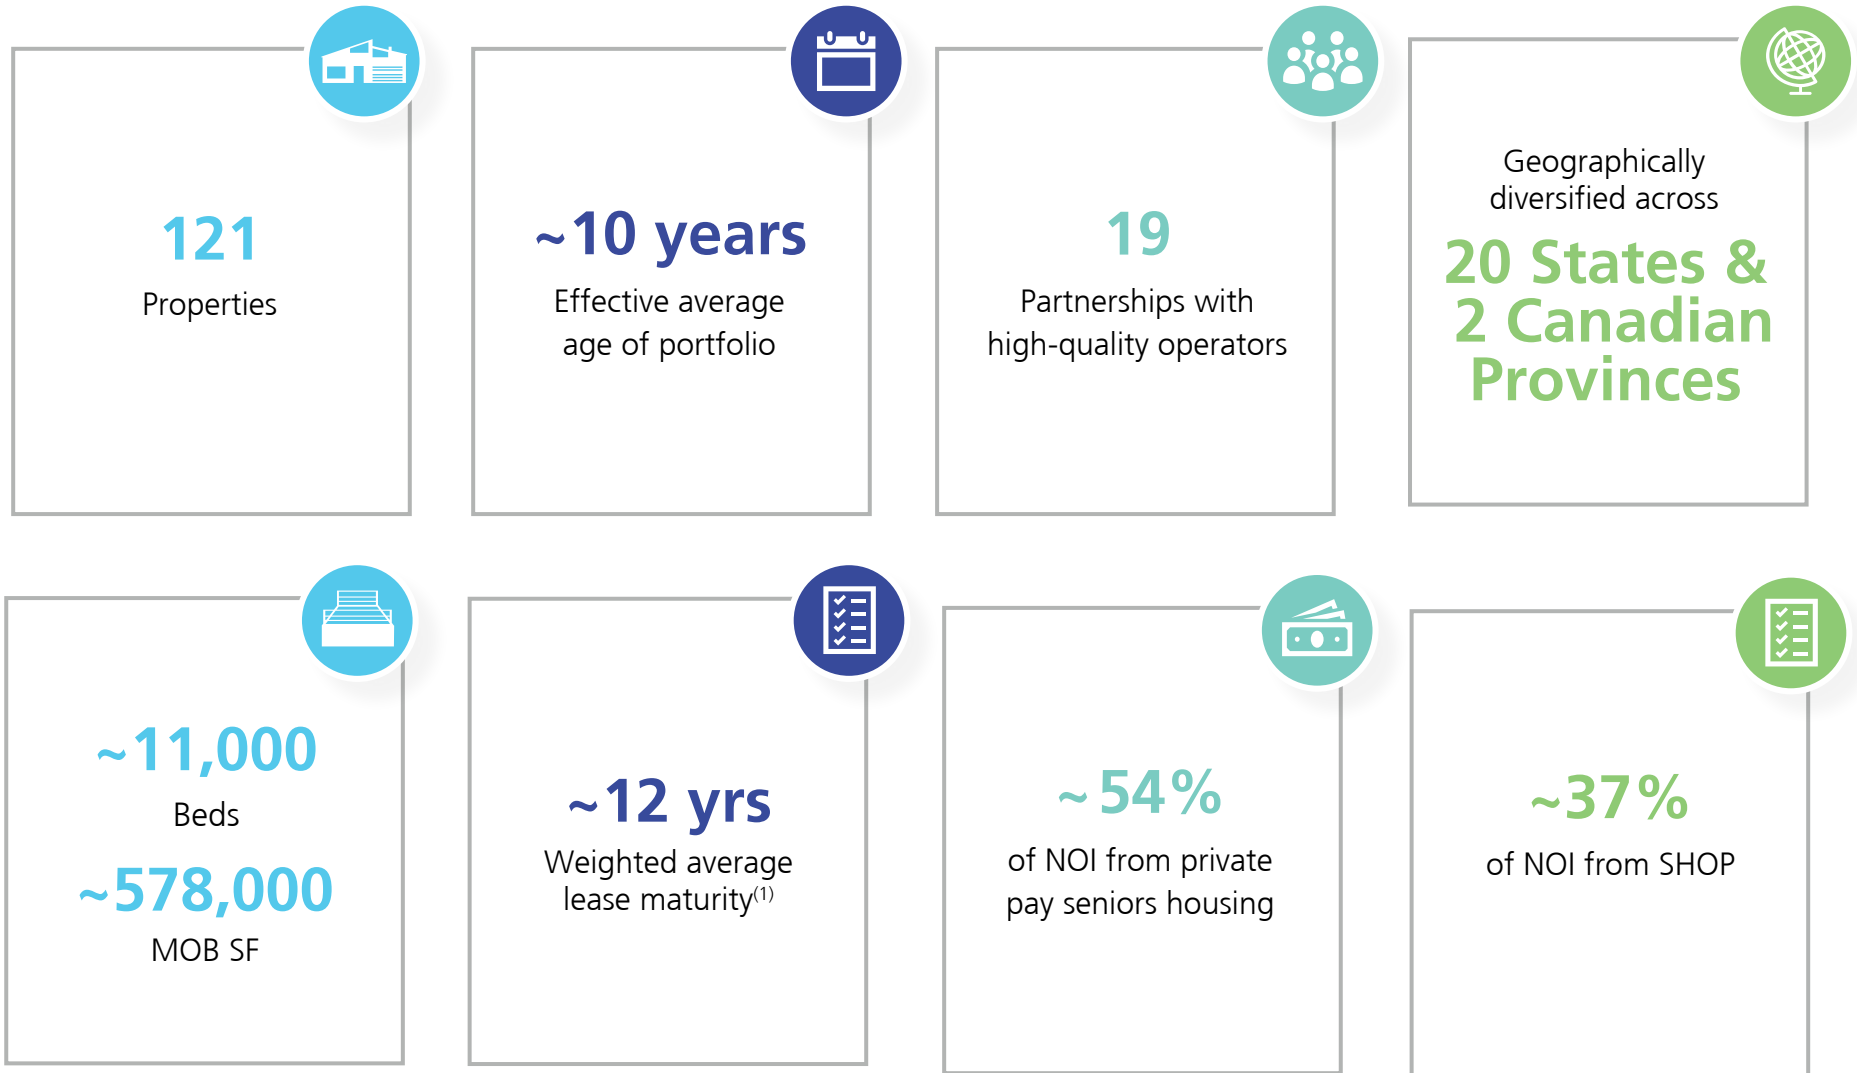 121
Properties
~10 years
Effective average
age of portfolio
19
Partnerships with
high-quality operators
Geographically
diversified across
20 States &
2 Canadian
Provinces
~11,000
Beds
~578,000
MOB SF
~12 yrs
Weighted average
lease maturity(1)
~54%
of NOI from private
pay seniors housing
~37%
of NOI from SHOP